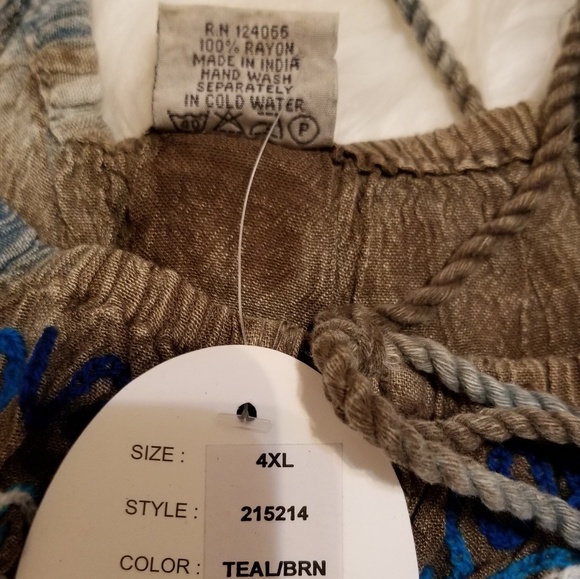 R.N 124066
100% RAYON
MADE IN INDIA
HAND WASH
SEPARATELY
IN COLD WATER
P
SIZE : 4XL
STYLE : 215214
COLOR : TEAL/BRN